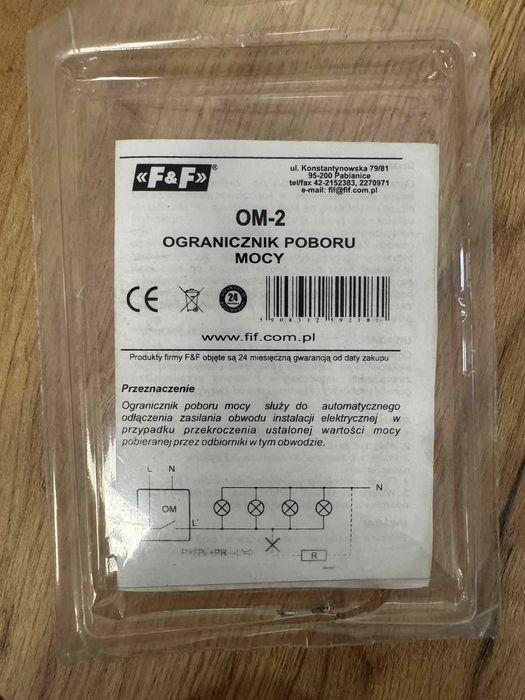 «F&F»®
ul. Konstantynowska 79/81
95-200 Pabianice
tel/fax 42-2152383, 2270971
e-mail: fif@fif.com.pl
OM-2
OGRANICZNIK POBORU
MOCY
CE
24
5 908312 592181
www.fif.com.pl
Produkty firmy F&F objęte są 24 miesięczną gwarancją od daty zakupu
Przeznaczenie
Ogranicznik poboru mocy służy do automatycznego
odłączenia zasilania obwodu instalacji elektrycznej w
przypadku przekroczenia ustalonej wartości mocy
pobieranej przez odbiorniki w tym obwodzie.
L N
N
OM
L'
R